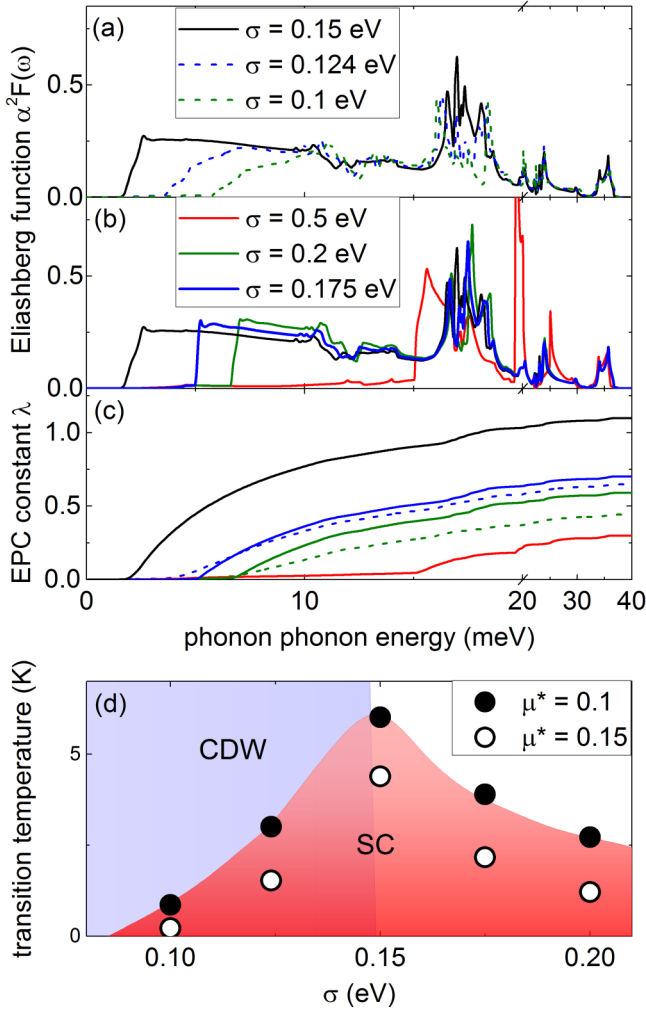 (a)
σ = 0.15 eV
σ = 0.124 eV
σ = 0.1 eV
0.5
0.0
Eliashberg function α²F(ω)
(b)
σ = 0.5 eV
σ = 0.2 eV
σ = 0.175 eV
0.5
0.0
(c)
1.0
0.5
0.0
EPC constant λ
0 10 20 30 40
phonon phonon energy (meV)
(d)
μ* = 0.1
μ* = 0.15
CDW
SC
5
0
transition temperature (K)
0.10 0.15 0.20
σ (eV)